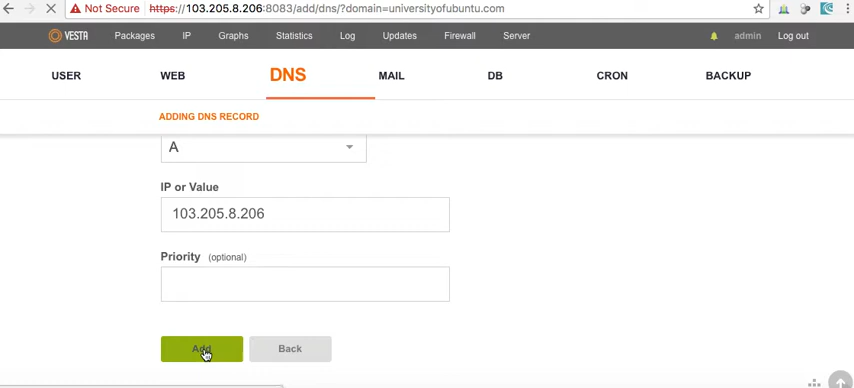 Not Secure https://103.205.8.206:8083/add/dns/?domain=universityofubuntu.com
VESTA Packages IP Graphs Statistics Log Updates Firewall Server admin Log out
USER WEB DNS MAIL DB CRON BACKUP
ADDING DNS RECORD
A
IP or Value
103.205.8.206
Priority (optional)
Add Back